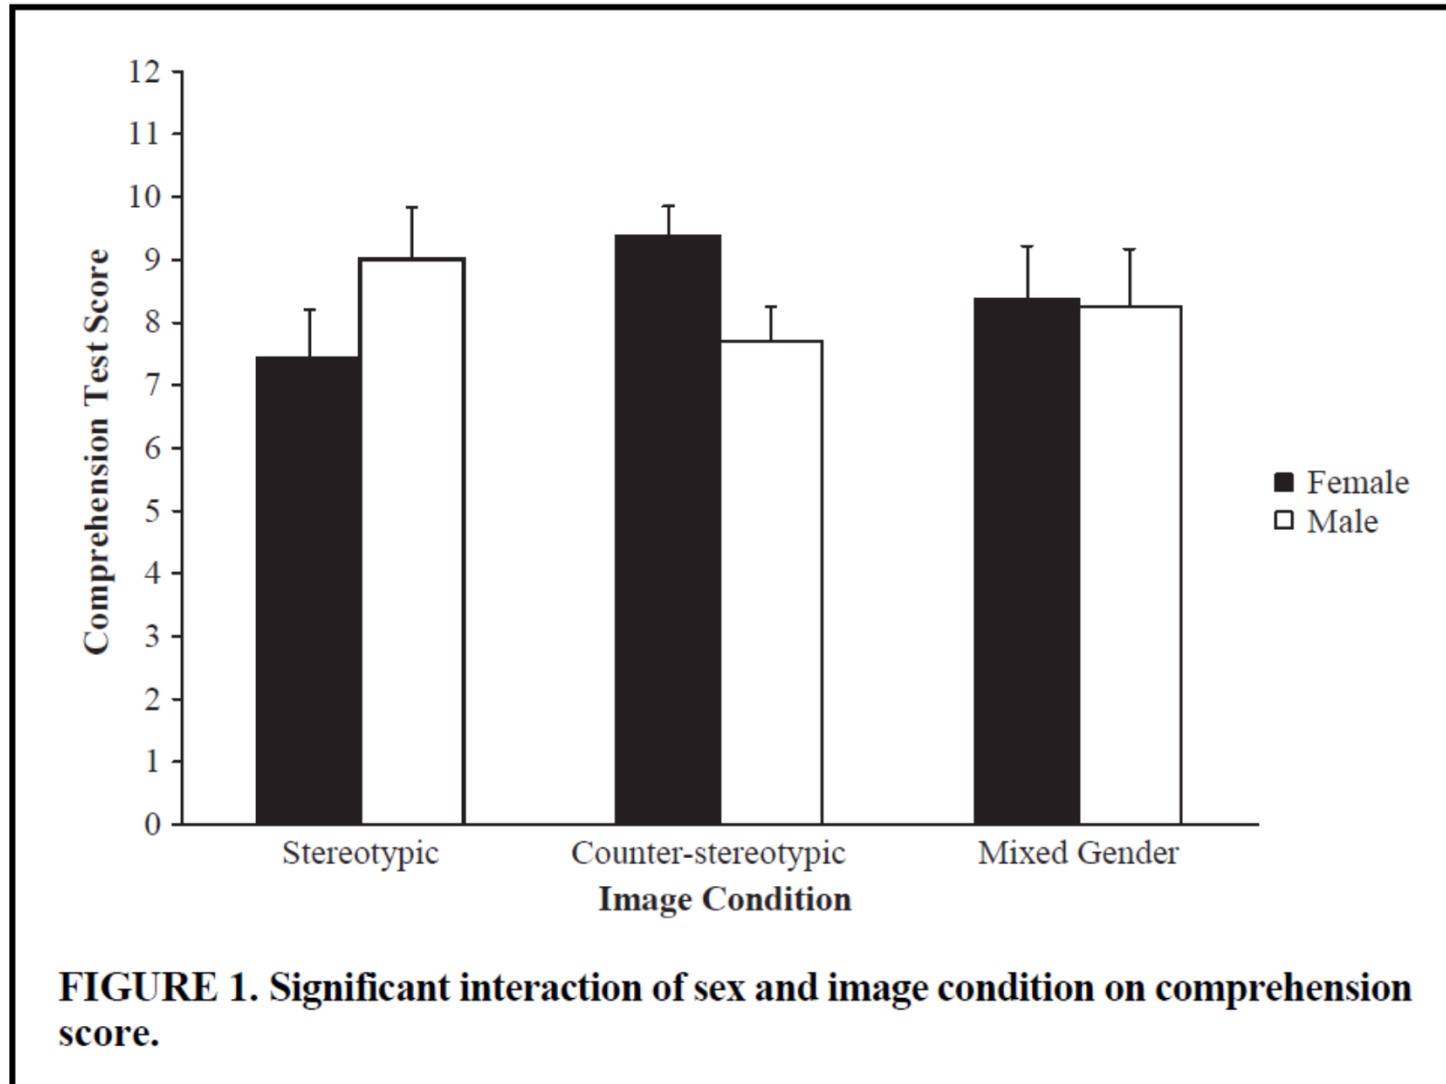 12
11
10
9
8
7
6
5
4
3
2
1
0
Comprehension Test Score
Stereotypic
Counter-stereotypic
Mixed Gender
Image Condition
Female
Male
FIGURE 1. Significant interaction of sex and image condition on comprehension
score.